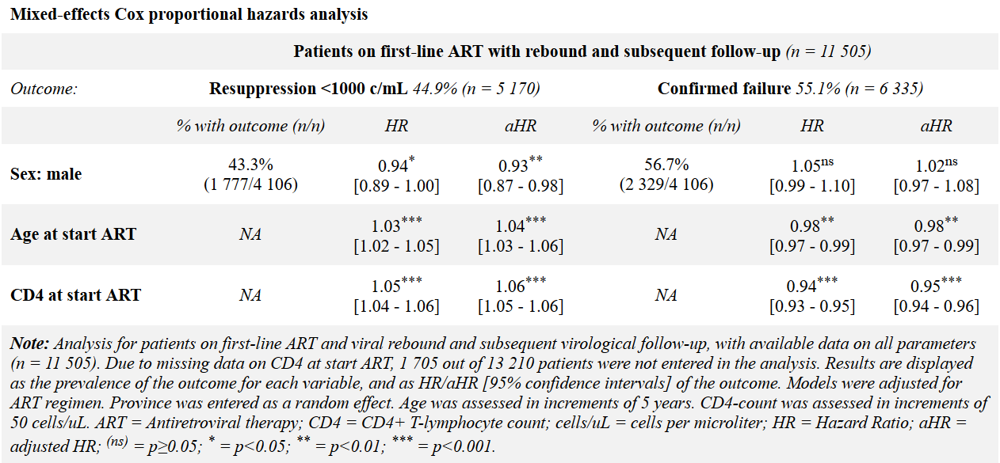 Mixed-effects Cox proportional hazards analysis
Patients on first-line ART with rebound and subsequent follow-up (n = 11 505)
Outcome: Resuppression <1000 c/mL 44.9% (n = 5 170) Confirmed failure 55.1% (n = 6 335)
% with outcome (n/n) HR aHR % with outcome (n/n) HR aHR
Sex: male 43.3% (1 777/4 106) 0.94* [0.89 - 1.00] 0.93** [0.87 - 0.98] 56.7% (2 329/4 106) 1.05ns [0.99 - 1.10] 1.02ns [0.97 - 1.08]
Age at start ART NA 1.03*** [1.02 - 1.05] 1.04*** [1.03 - 1.06] NA 0.98** [0.97 - 0.99] 0.98** [0.97 - 0.99]
CD4 at start ART NA 1.05*** [1.04 - 1.06] 1.06*** [1.05 - 1.06] NA 0.94*** [0.93 - 0.95] 0.95*** [0.94 - 0.96]
Note: Analysis for patients on first-line ART and viral rebound and subsequent virological follow-up, with available data on all parameters
(n = 11 505). Due to missing data on CD4 at start ART, 1 705 out of 13 210 patients were not entered in the analysis. Results are displayed
as the prevalence of the outcome for each variable, and as HR/aHR [95% confidence intervals] of the outcome. Models were adjusted for
ART regimen. Province was entered as a random effect. Age was assessed in increments of 5 years. CD4-count was assessed in increments of
50 cells/uL. ART = Antiretroviral therapy; CD4 = CD4+ T-lymphocyte count; cells/uL = cells per microliter; HR = Hazard Ratio; aHR =
adjusted HR; (ns) = p≥0.05; * = p<0.05; ** = p<0.01; *** = p<0.001.